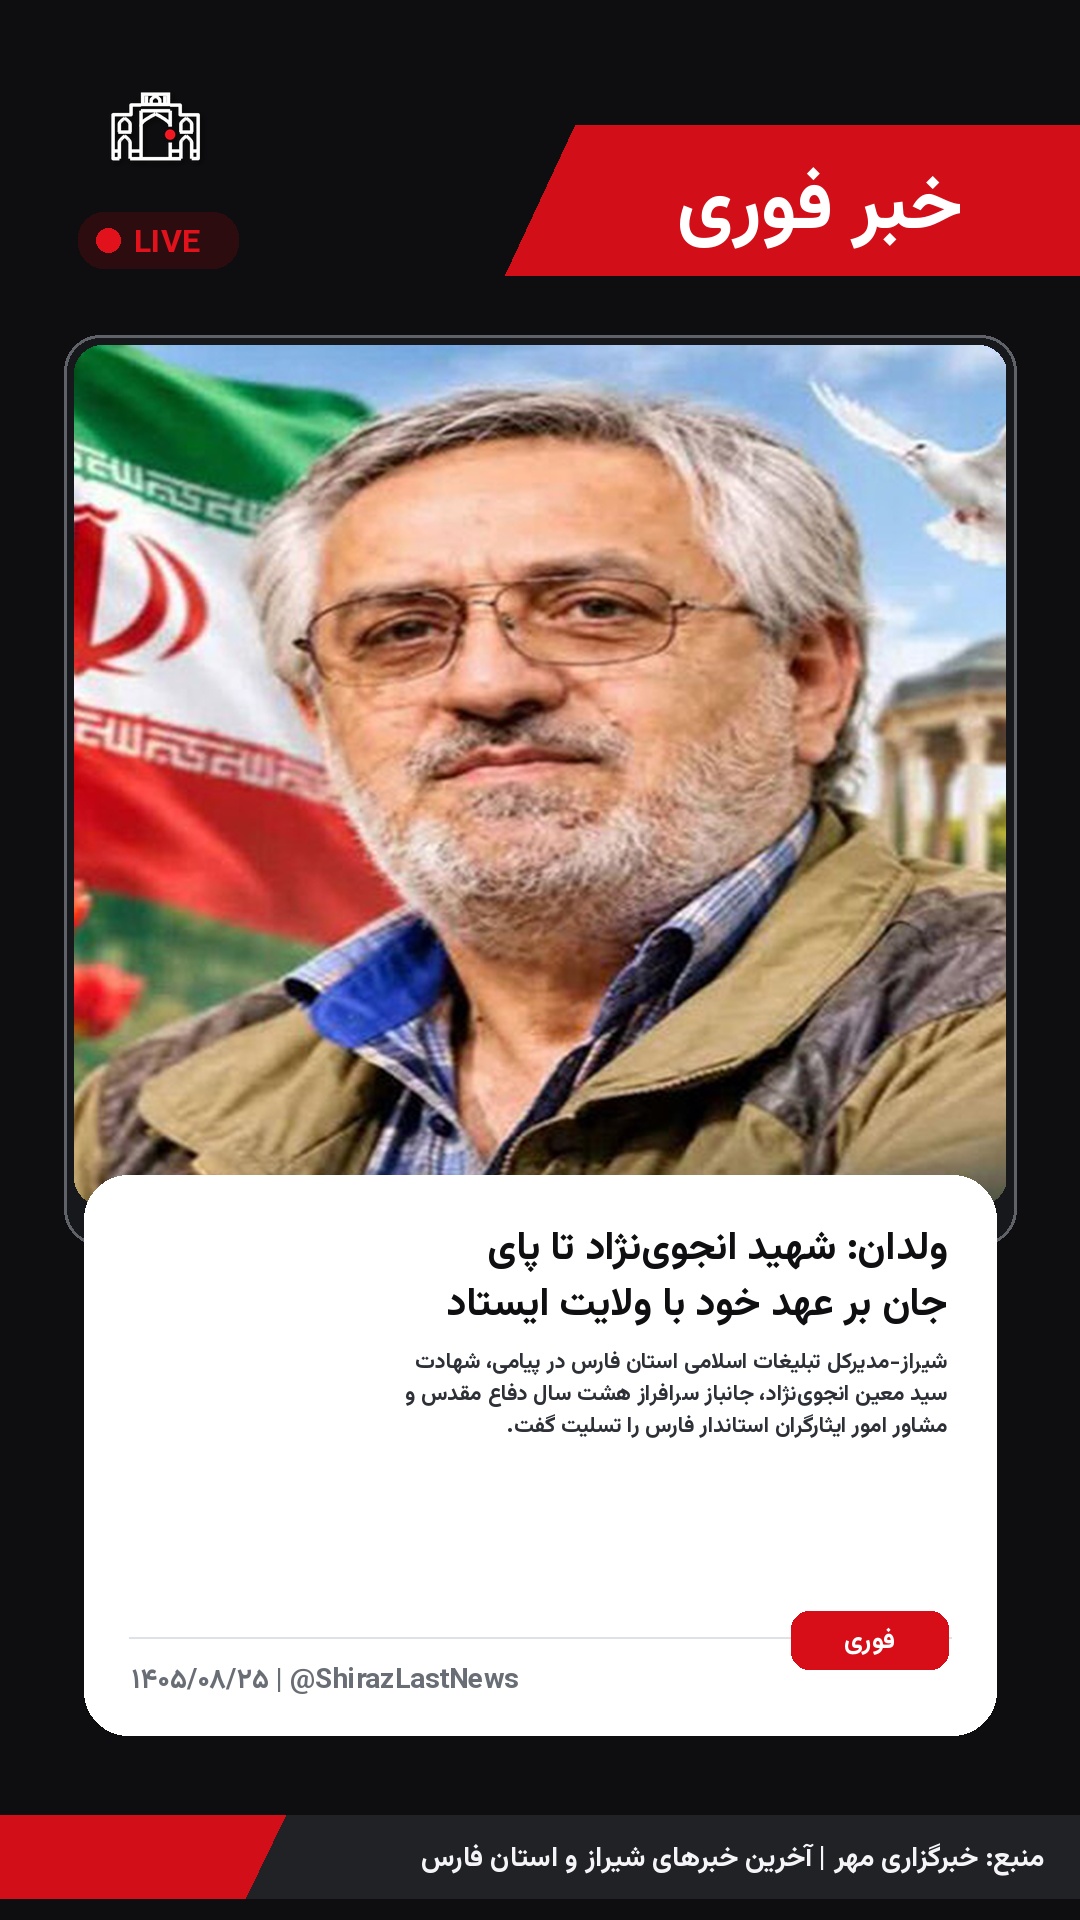 خبر فوری
LIVE
ولدان: شهید انجوی‌نژاد تا پای
جان بر عهد خود با ولایت ایستاد
شیراز-مدیرکل تبلیغات اسلامی استان فارس در پیامی، شهادت
سید معین انجوی‌نژاد، جانباز سرافراز هشت سال دفاع مقدس و
مشاور امور ایثارگران استاندار فارس را تسلیت گفت.
فوری
۱۴۰۵/۰۸/۲۵ | @ShirazLastNews
منبع: خبرگزاری مهر | آخرین خبرهای شیراز و استان فارس